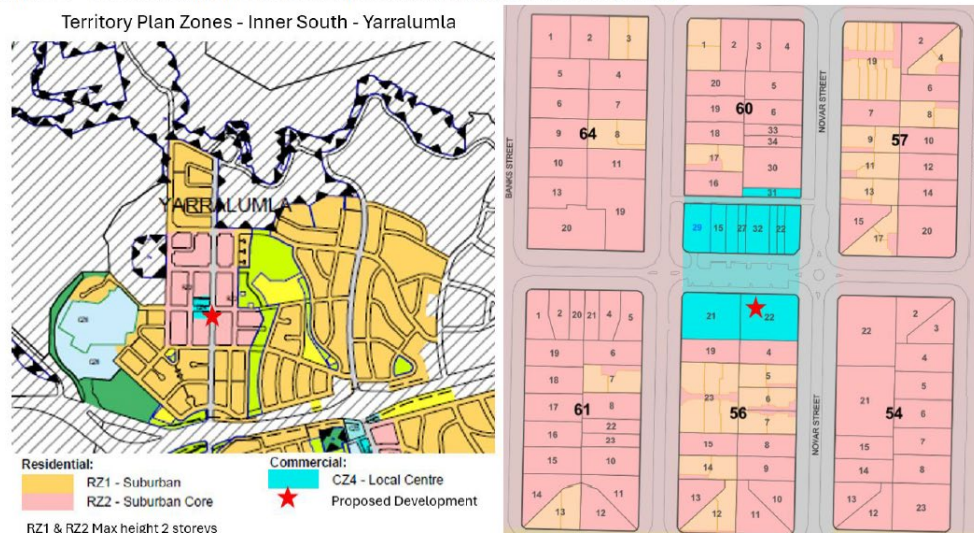 Territory Plan Zones - Inner South - Yarralumla
YARRALUMLA
CZ6
CZ6
Residential:
RZ1 - Suburban
RZ2 - Suburban Core
Commercial:
CZ4 - Local Centre
Proposed Development
RZ1 & RZ2 Max height 2 storeys
BANKS STREET
NOVAR STREET
NOVAR STREET
64
1 2 3
5 4
6 7
9 8
10 11
13
19
20
60
1 2 3 4
20 5
19 6
18 33
34
17 30
16 31
29 15 27 32 22
57
19 2
4
6
7 8
9 10
11 12
13 14
15 20
17
61
1 2 20 21 4 5
19 6
18 7
17 8
22
16 23
15 10
14 13 12 11
56
21 22
19 4
5
23 6
7
15 8
14 9
13 12 11 10
54
22 2
3
4
5
21 6
15 7
14 8
13 12 23